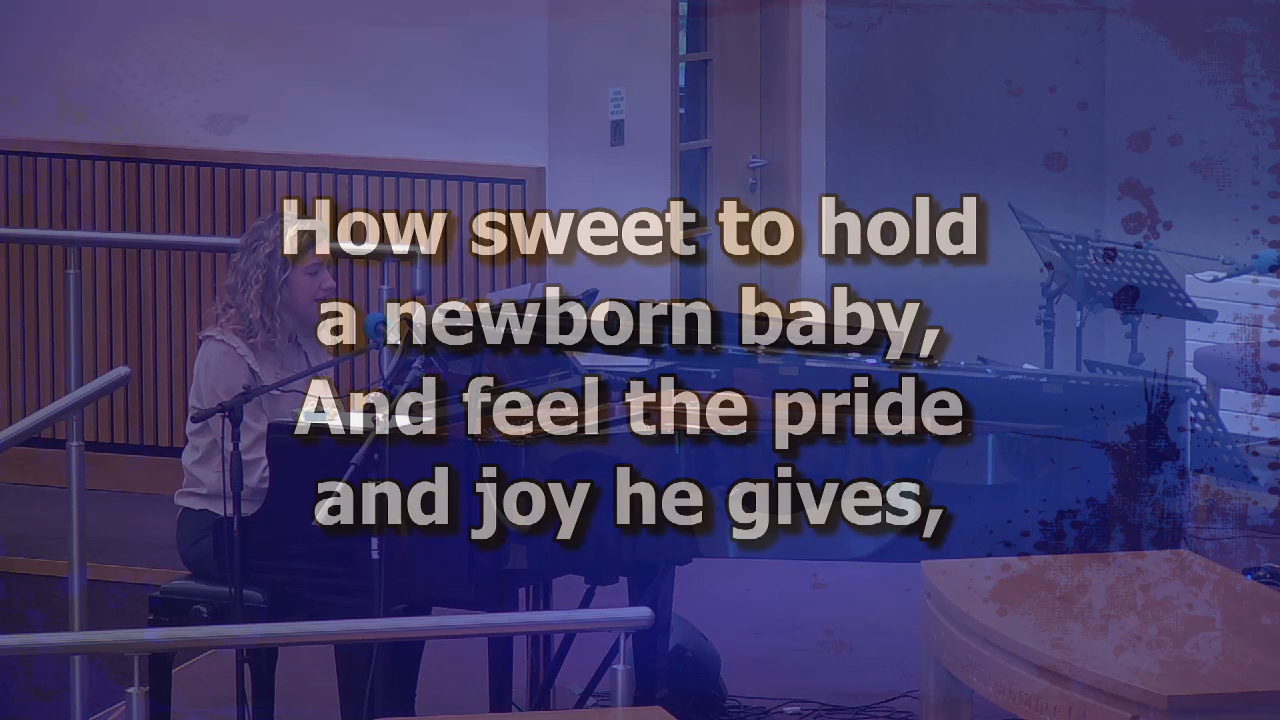 How sweet to hold
a newborn baby,
And feel the pride
and joy he gives,